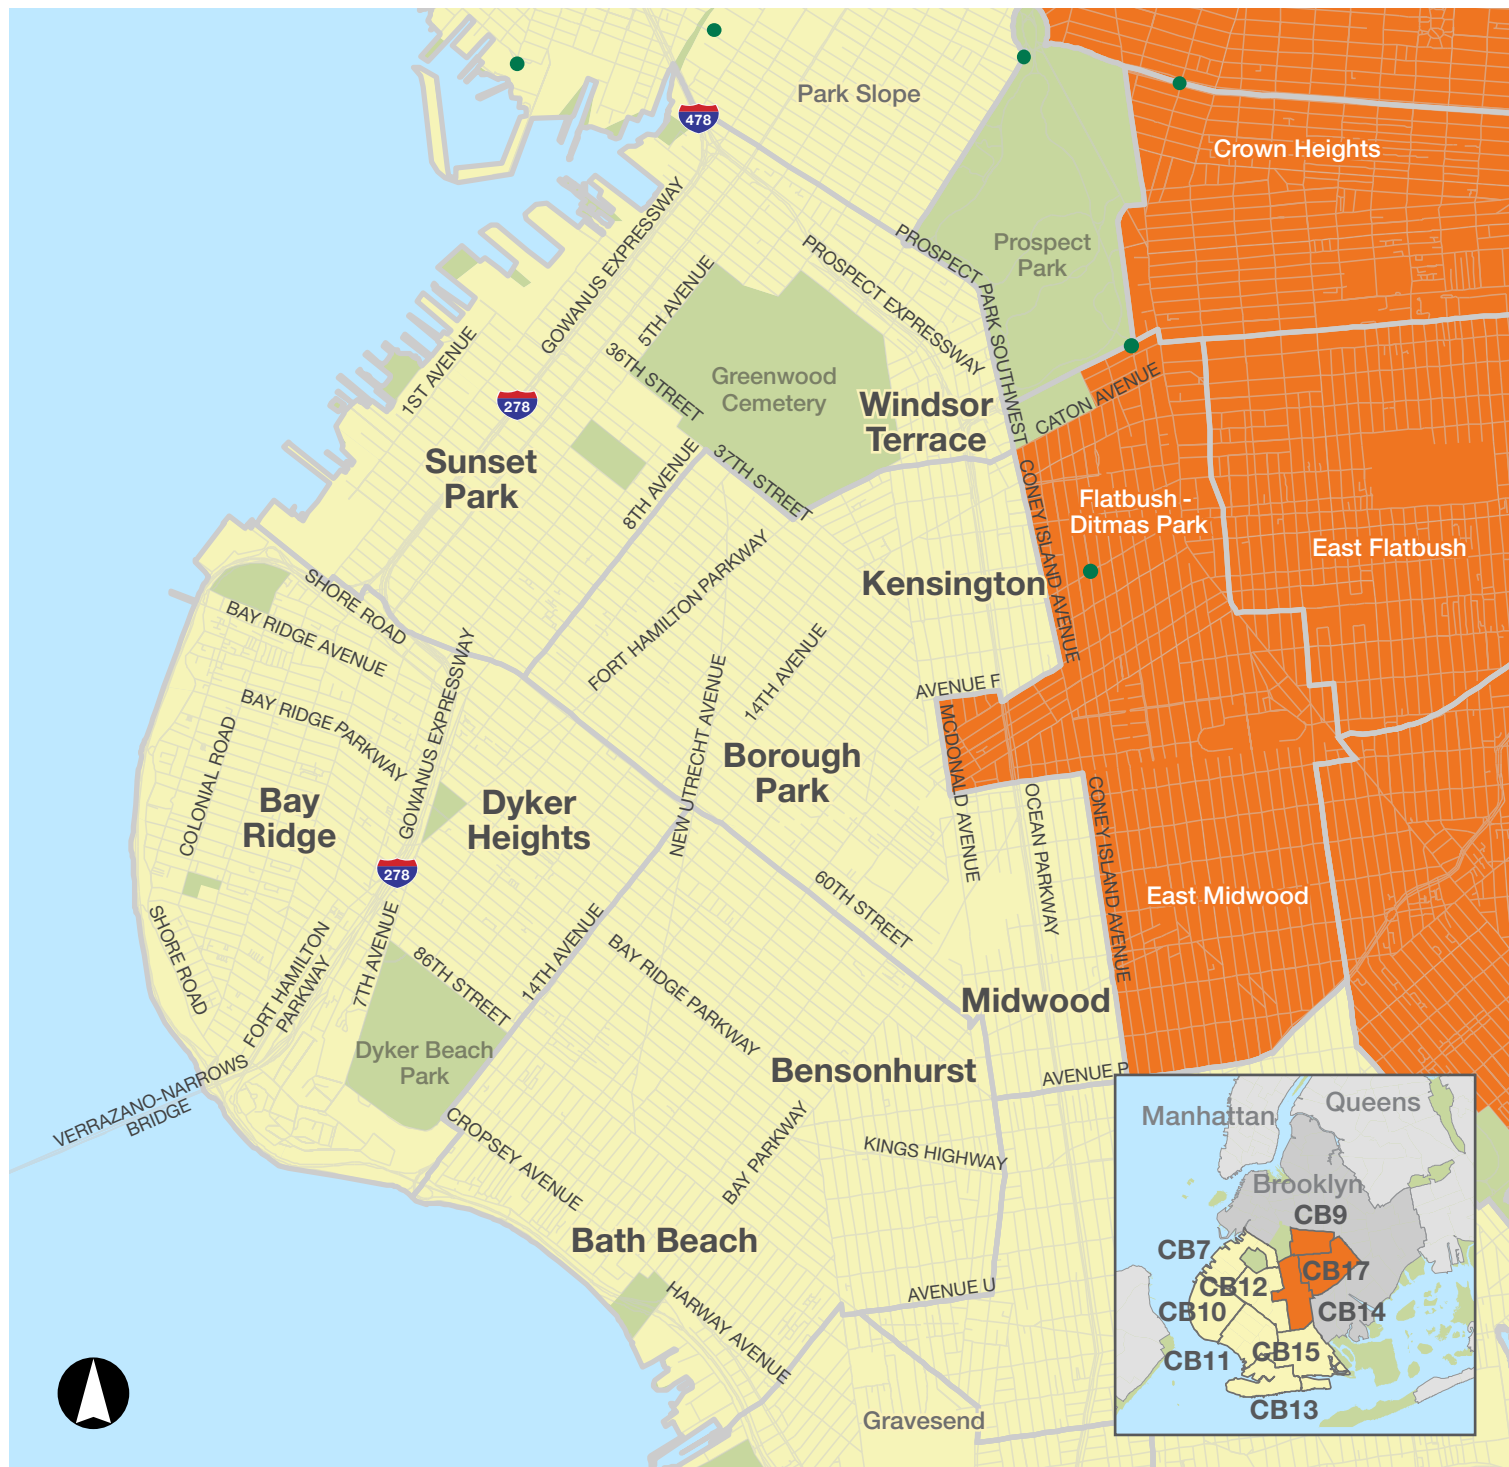 Park Slope
478
Crown Heights
GOWANUS EXPRESSWAY
PROSPECT EXPRESSWAY
PROSPECT PARK SOUTHWEST
Prospect
Park
5TH AVENUE
36TH STREET
1ST AVENUE
278
Greenwood
Cemetery
Windsor
Terrace
CATON AVENUE
Sunset
Park
8TH AVENUE
37TH STREET
CONEY ISLAND AVENUE
Flatbush -
Ditmas Park
East Flatbush
Kensington
FORT HAMILTON PARKWAY
SHORE ROAD
BAY RIDGE AVENUE
14TH AVENUE
NEW UTRECHT AVENUE
AVENUE F
MCDONALD AVENUE
BAY RIDGE PARKWAY
COLONIAL ROAD
GOWANUS EXPRESSWAY
Borough
Park
Bay
Ridge
Dyker
Heights
OCEAN PARKWAY
CONEY ISLAND AVENUE
278
60TH STREET
East Midwood
SHORE ROAD
FORT HAMILTON
PARKWAY
7TH AVENUE
86TH STREET
14TH AVENUE
BAY RIDGE PARKWAY
Midwood
Dyker Beach
Park
Bensonhurst
AVENUE P
VERRAZANO-NARROWS
BRIDGE
CROPSEY AVENUE
BAY PARKWAY
KINGS HIGHWAY
Bath Beach
HARWAY AVENUE
AVENUE U
Gravesend
Manhattan
Queens
Brooklyn
CB9
CB7
CB17
CB12
CB10
CB14
CB11
CB15
CB13